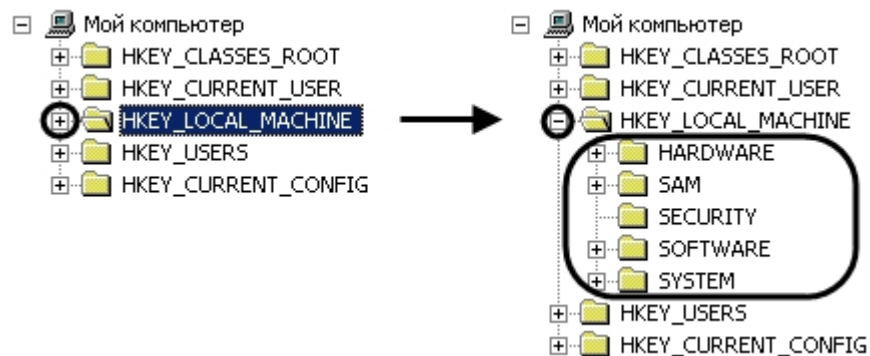 Мой компьютер
HKEY_CLASSES_ROOT
HKEY_CURRENT_USER
HKEY_LOCAL_MACHINE
HKEY_USERS
HKEY_CURRENT_CONFIG
Мой компьютер
HKEY_CLASSES_ROOT
HKEY_CURRENT_USER
HKEY_LOCAL_MACHINE
HARDWARE
SAM
SECURITY
SOFTWARE
SYSTEM
HKEY_USERS
HKEY_CURRENT_CONFIG